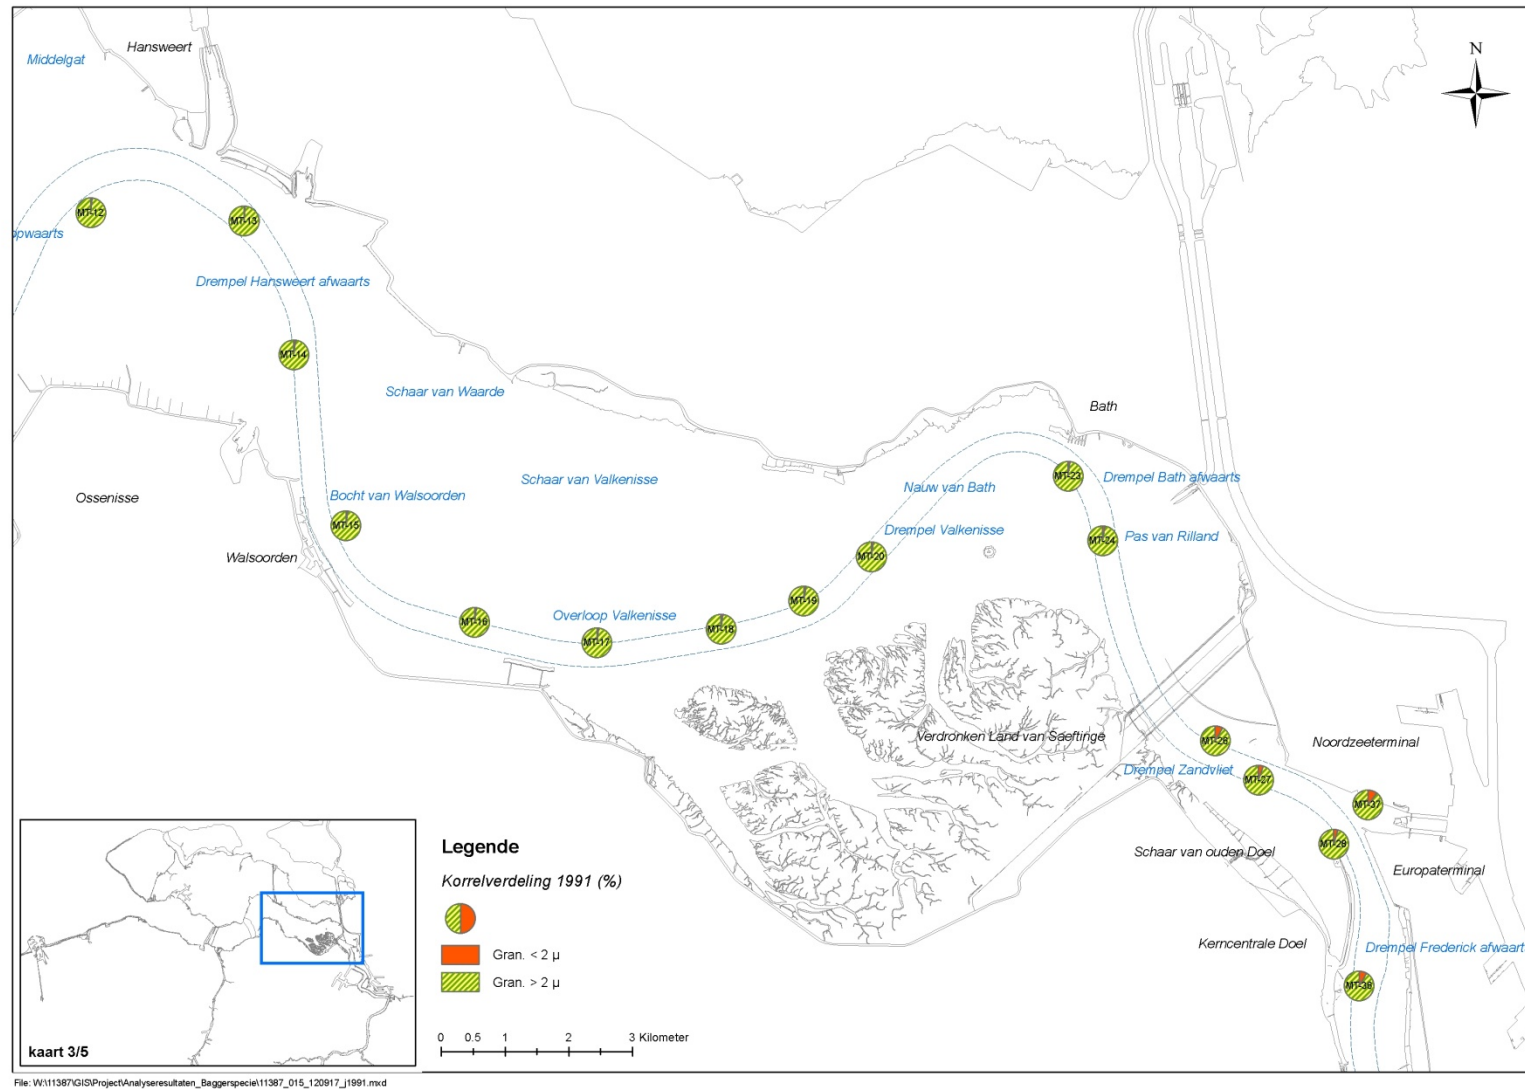 Hansweert
Middelgat
N
MT-12
MT-13
opwaarts
Drempel Hansweert afwaarts
MT-14
Schaar van Waarde
Bath
Schaar van Valkenisse
Nauw van Bath
MT-23
Drempel Bath afwaarts
Ossenisse
Bocht van Walsoorden
MT-15
Drempel Valkenisse
MT-24
Pas van Rilland
Walsoorden
MT-20
MT-19
Overloop Valkenisse
MT-16
MT-17
MT-18
Verdronken Land van Saeftinge
Noordzeeterminal
Drempel Zandvliet
MT-27
MT-37
Schaar van ouden Doel
Europaterminal
Kerncentrale Doel
Drempel Frederick afwaart
Legende
Korrelverdeling 1991 (%)
Gran. < 2 µ
Gran. > 2 µ
0 0.5 1 2 3 Kilometer
kaart 3/5
File: W:\11387\GIS\Project\Analyseresultaten_Baggerspecie\11387_015_120917_j1991.mxd